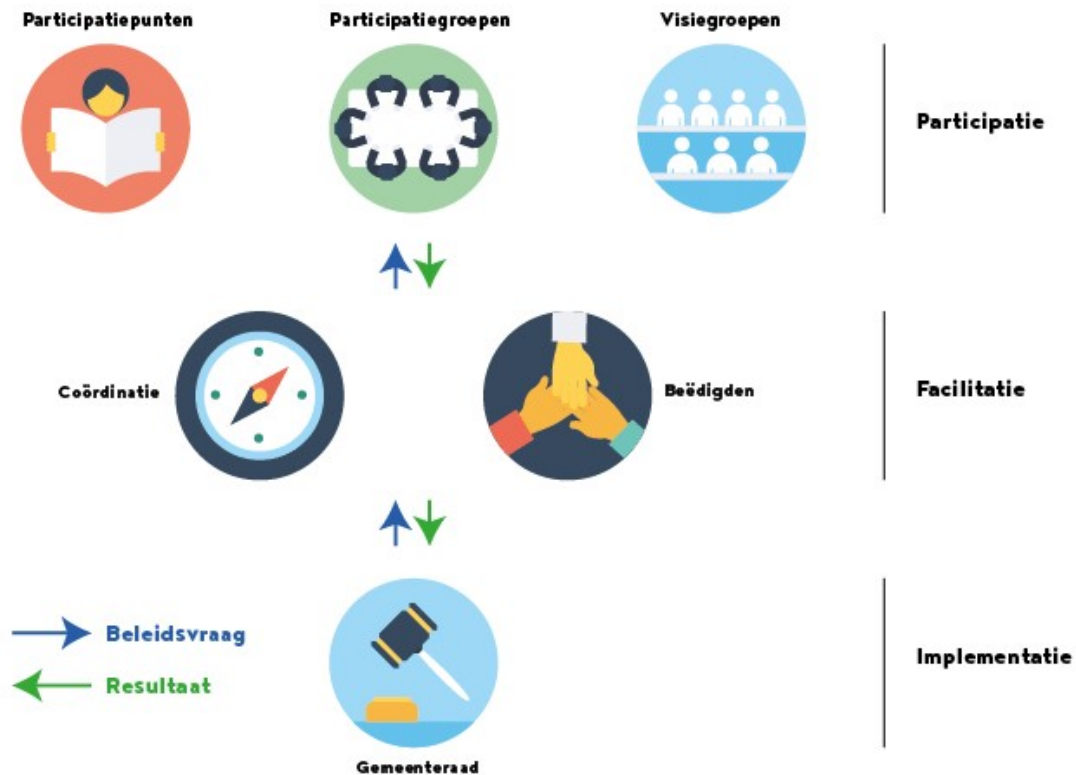 Participatiepunten
Participatiegroepen
Visiegroepen
Participatie
Coördinatie
Beëdigden
Facilitatie
Beleidsvraag
Resultaat
Implementatie
Gemeenteraad